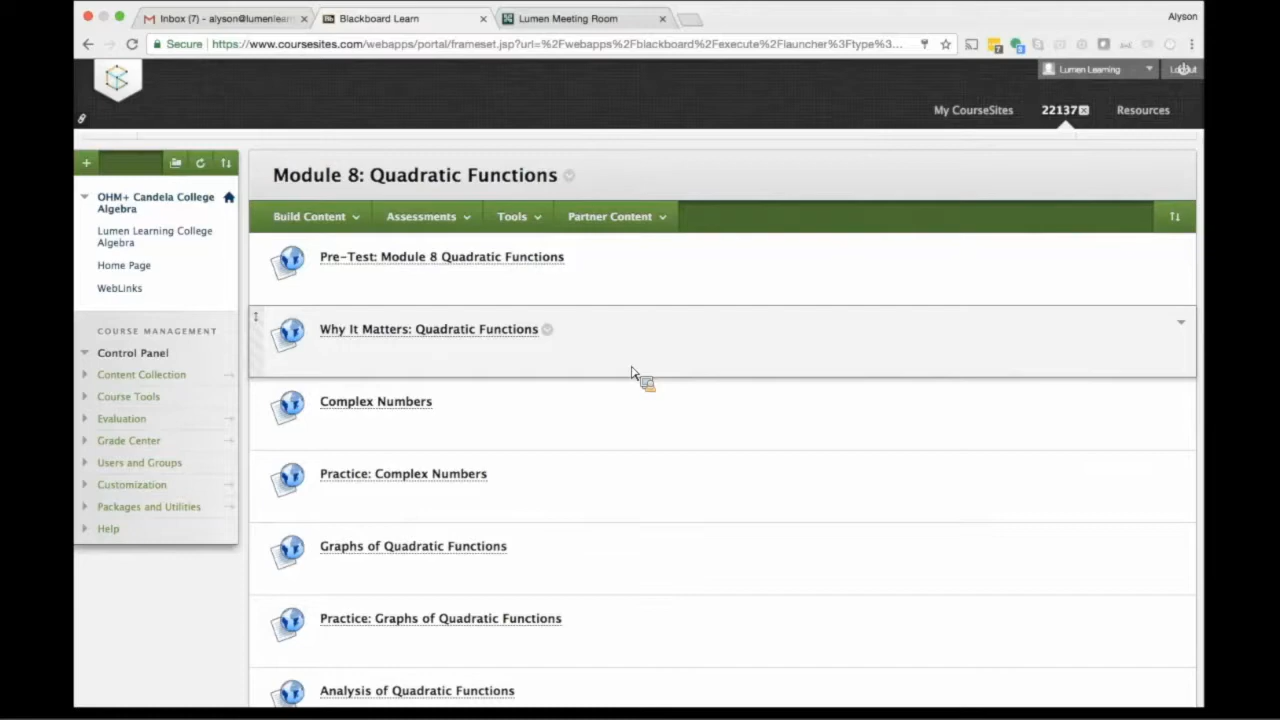 Inbox (7) - alyson@lumenlearn
Blackboard Learn
Lumen Meeting Room
Alyson
Secure
https://www.coursesites.com/webapps/portal/frameset.jsp?url=%2Fwebapps%2Fblackboard%2Fexecute%2Flauncher%3Ftype%3...
Lumen Learning
My CourseSites
22137
Resources
Module 8: Quadratic Functions
OHM+ Candela College
Algebra
Lumen Learning College
Algebra
Home Page
WebLinks
COURSE MANAGEMENT
Control Panel
Content Collection
Course Tools
Evaluation
Grade Center
Users and Groups
Customization
Packages and Utilities
Help
Build Content
Assessments
Tools
Partner Content
Pre-Test: Module 8 Quadratic Functions
Why It Matters: Quadratic Functions
Complex Numbers
Practice: Complex Numbers
Graphs of Quadratic Functions
Practice: Graphs of Quadratic Functions
Analysis of Quadratic Functions